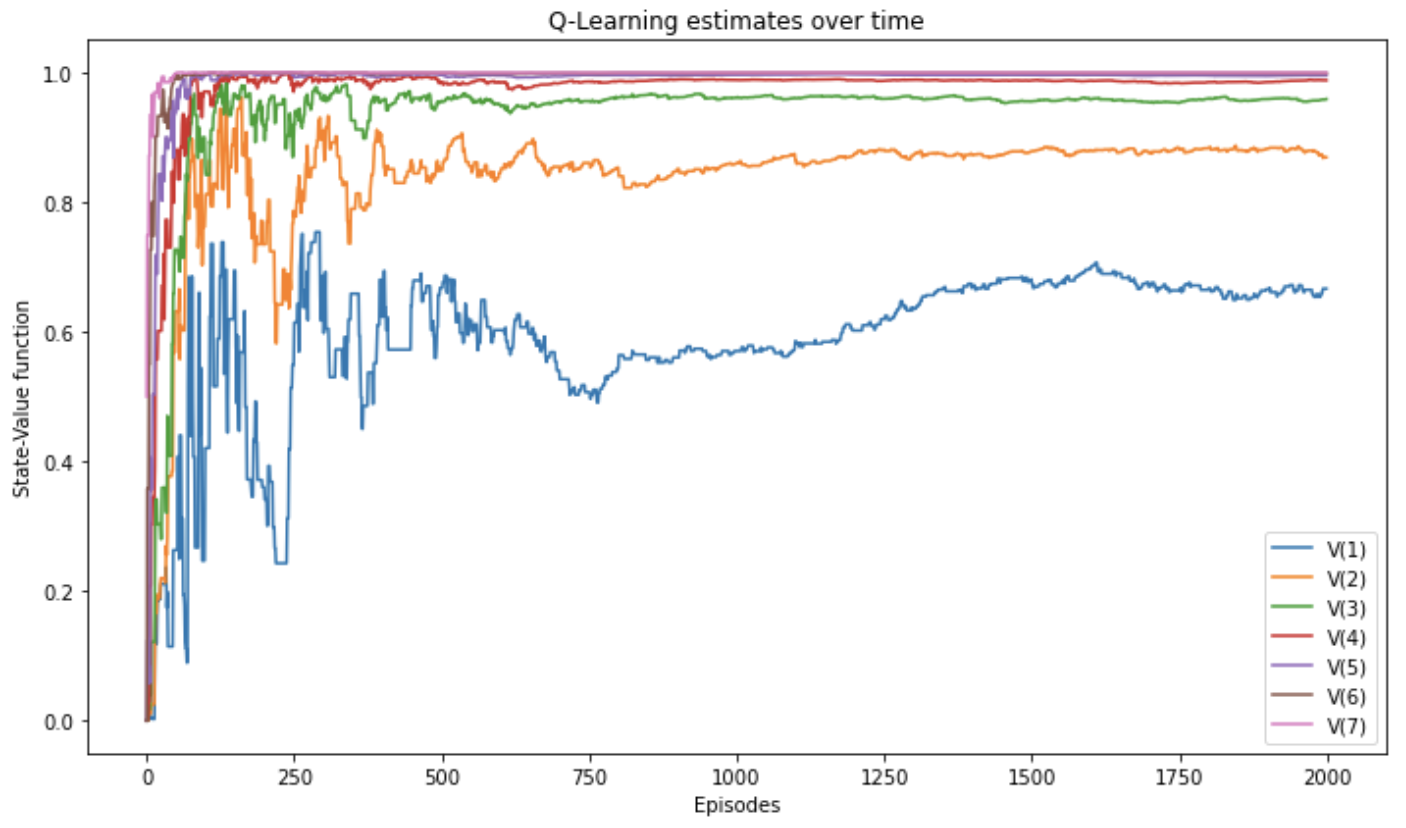 Q-Learning estimates over time
State-Value function
1.0
0.8
0.6
0.4
0.2
0.0
V(1)
V(2)
V(3)
V(4)
V(5)
V(6)
V(7)
0 250 500 750 1000 1250 1500 1750 2000
Episodes